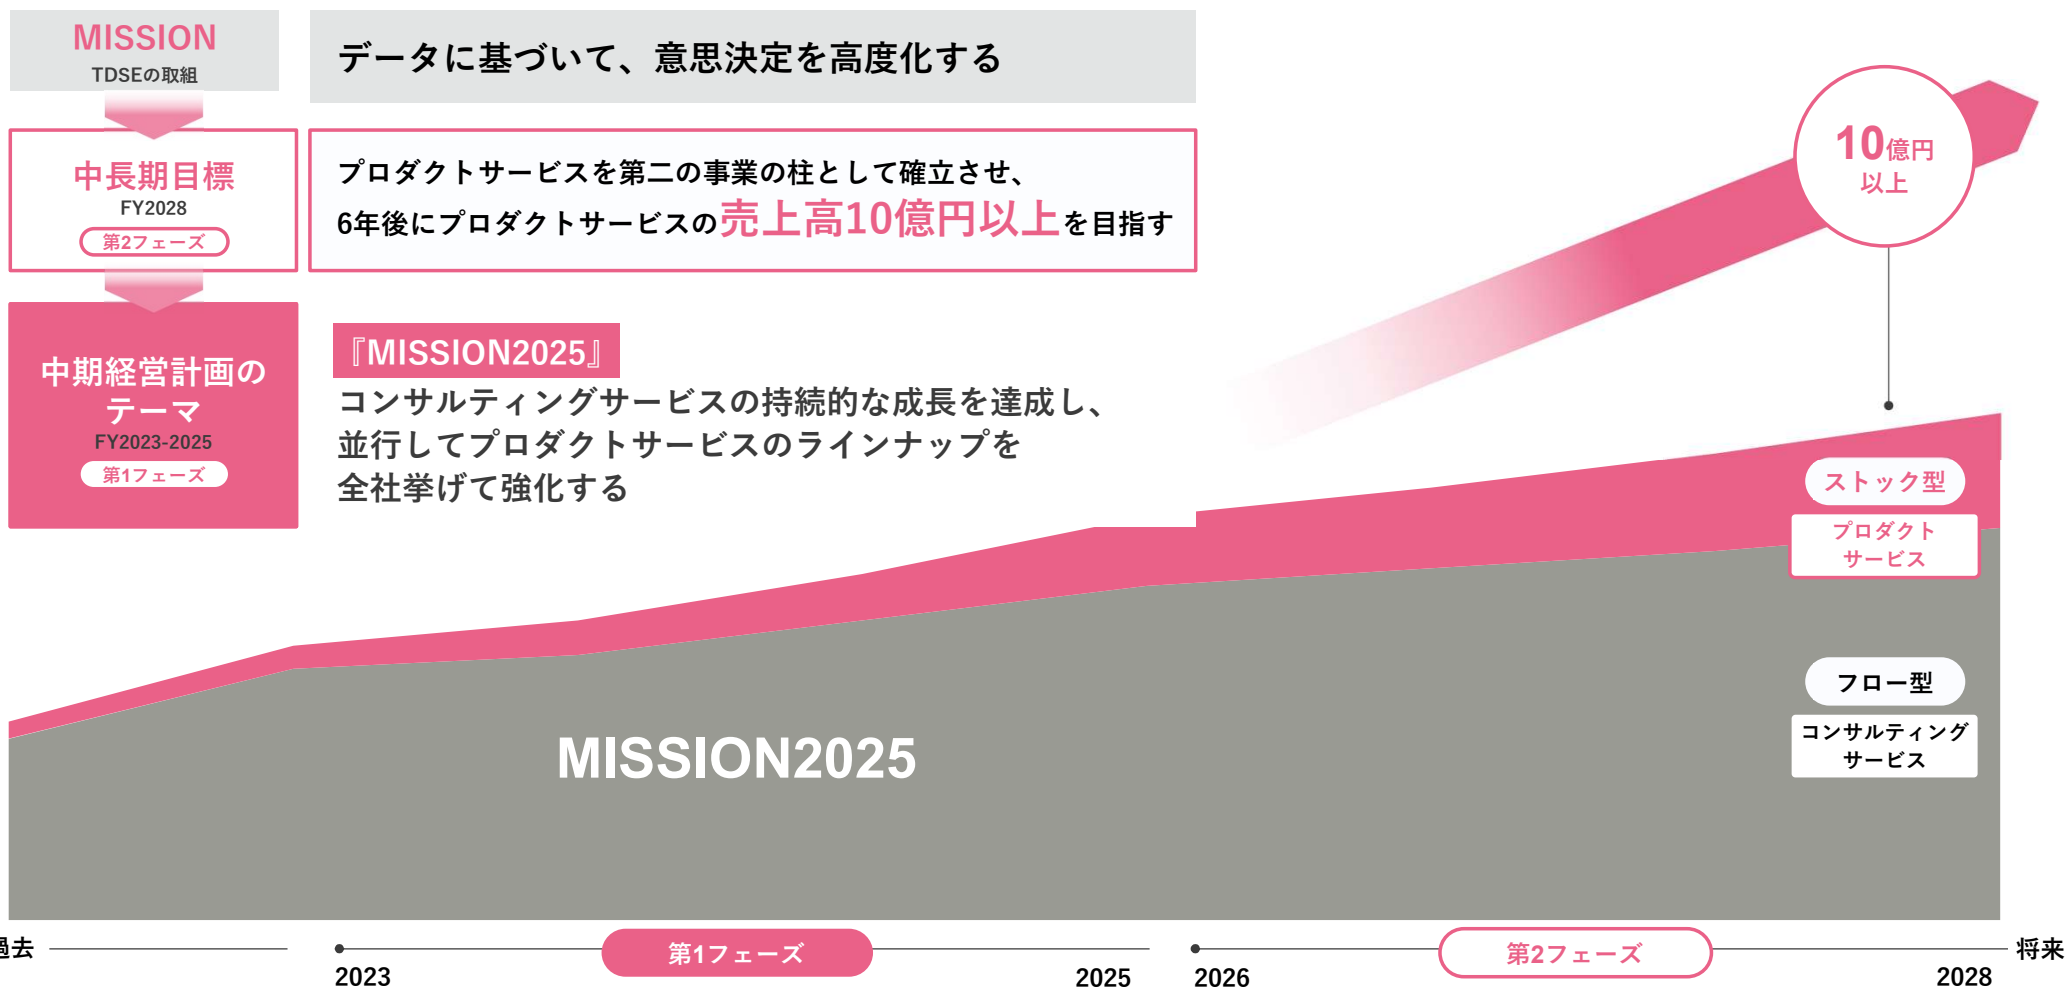 MISSION
TDSEの取組
データに基づいて、意思決定を高度化する
中長期目標
FY2028
第2フェーズ
プロダクトサービスを第二の事業の柱として確立させ、
6年後にプロダクトサービスの売上高10億円以上を目指す
10億円
以上
中期経営計画の
テーマ
FY2023-2025
第1フェーズ
『MISSION2025』
コンサルティングサービスの持続的な成長を達成し、
並行してプロダクトサービスのラインナップを
全社挙げて強化する
ストック型
プロダクト
サービス
フロー型
コンサルティング
サービス
MISSION2025
過去
第1フェーズ
第2フェーズ
将来
2023
2025
2026
2028